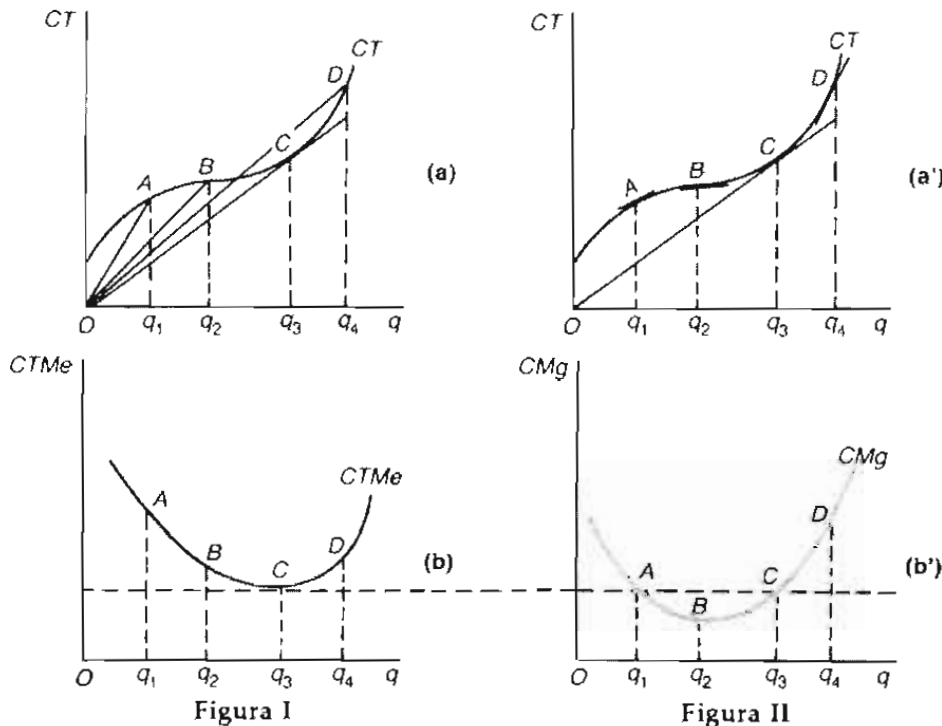 CT
CT
D
C
B
A
(a)
O q₁ q₂ q₃ q₄ q
CT
CT
D
C
B
A
(a')
O q₁ q₂ q₃ q₄ q
CTMe
CTMe
A
B
C
D
(b)
O q₁ q₂ q₃ q₄ q
Figura I
CMg
CMg
D
A
C
B
(b')
O q₁ q₂ q₃ q₄ q
Figura II